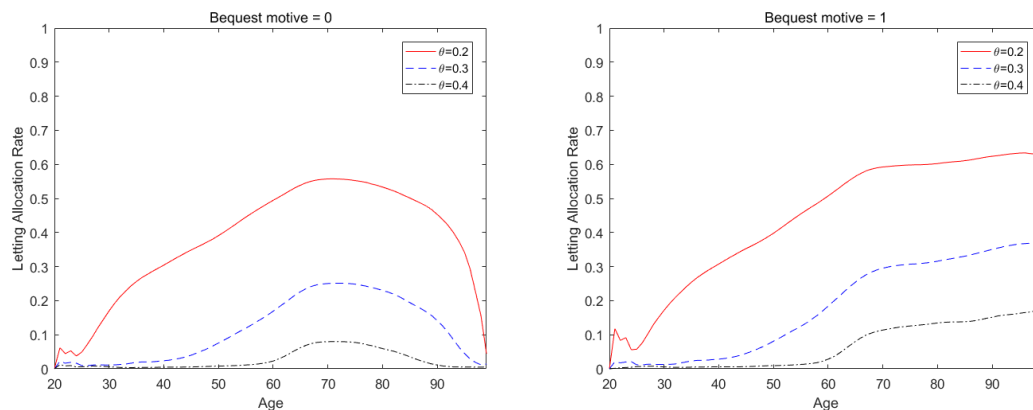 Bequest motive = 0
1
0.9
0.8
0.7
0.6
0.5
0.4
0.3
0.2
0.1
0
Letting Allocation Rate
θ=0.2
θ=0.3
θ=0.4
20 30 40 50 60 70 80 90
Age
Bequest motive = 1
1
0.9
0.8
0.7
0.6
0.5
0.4
0.3
0.2
0.1
0
Letting Allocation Rate
θ=0.2
θ=0.3
θ=0.4
20 30 40 50 60 70 80 90
Age